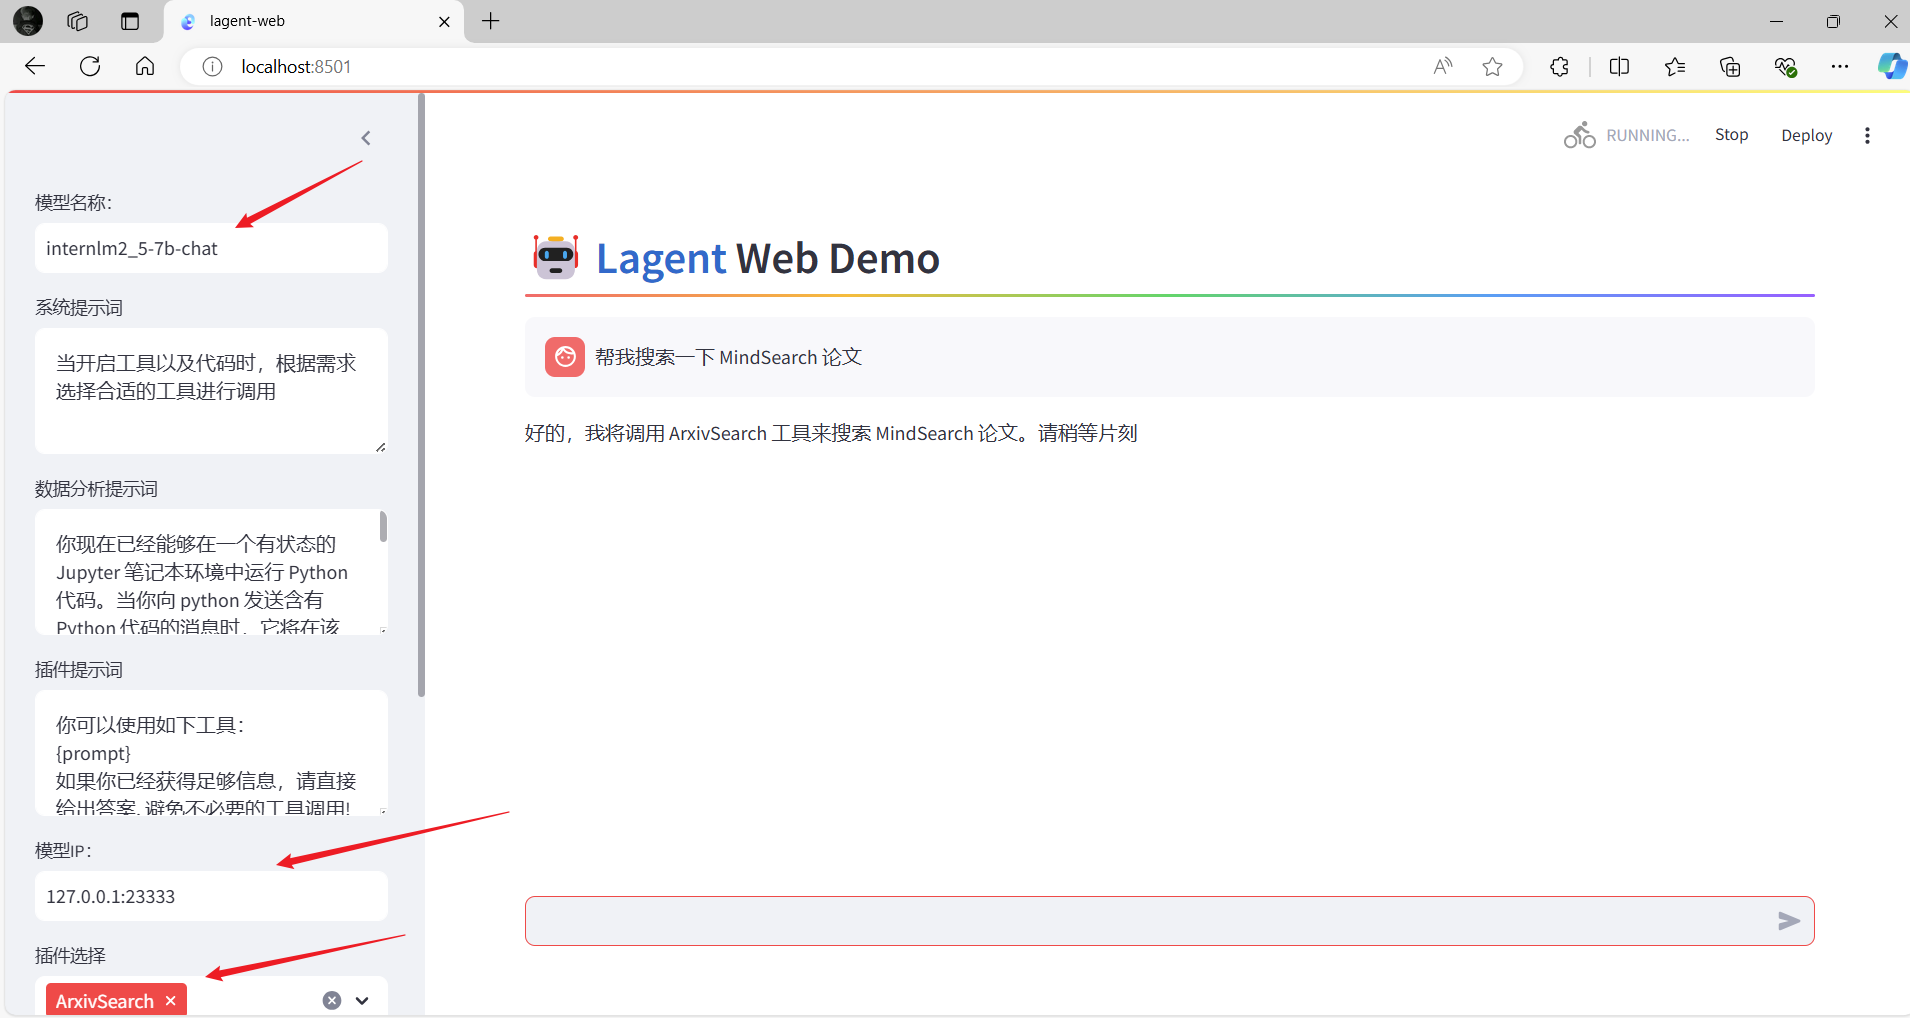 lagent-web
localhost:8501
RUNNING...
Stop
Deploy
模型名称：
internlm2_5-7b-chat
系统提示词
当开启工具以及代码时，根据需求
选择合适的工具进行调用
数据分析提示词
你现在已经能够在一个有状态的
Jupyter 笔记本环境中运行 Python
代码。当你向 python 发送含有
Python 代码的消息时，它将在该
插件提示词
你可以使用如下工具：
{prompt}
如果你已经获得足够信息，请直接
给出答案. 避免不必要的工具调用!
模型IP：
127.0.0.1:23333
插件选择
ArxivSearch
Lagent Web Demo
帮我搜索一下 MindSearch 论文
好的，我将调用 ArxivSearch 工具来搜索 MindSearch 论文。请稍等片刻